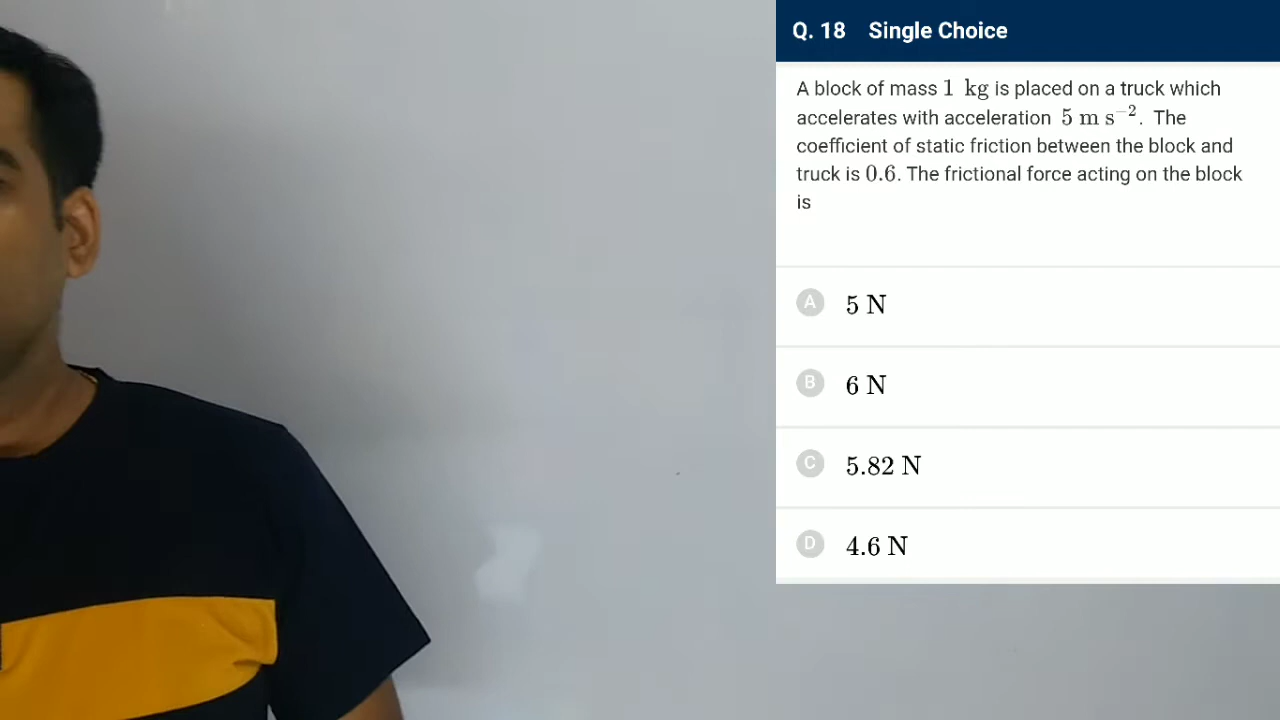 Q. 18 Single Choice
A block of mass 1 kg is placed on a truck which
accelerates with acceleration 5 m s⁻². The
coefficient of static friction between the block and
truck is 0.6. The frictional force acting on the block
is
A 5 N
B 6 N
C 5.82 N
D 4.6 N